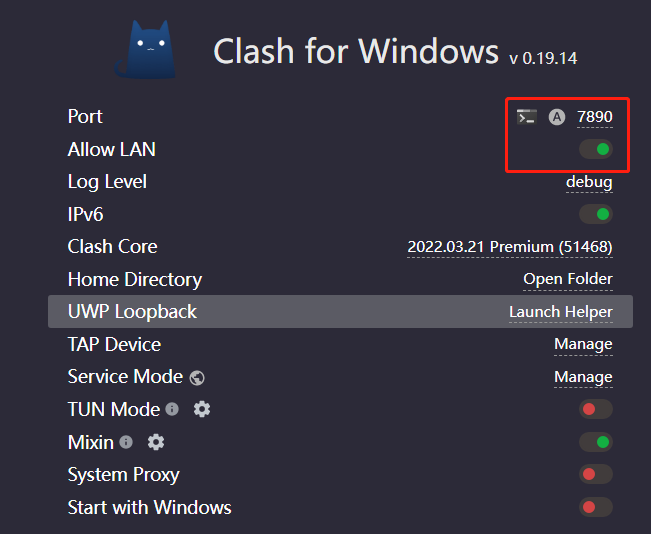 Clash for Windows v 0.19.14
Port A 7890
Allow LAN
Log Level debug
IPv6
Clash Core 2022.03.21 Premium (51468)
Home Directory Open Folder
UWP Loopback Launch Helper
TAP Device Manage
Service Mode Manage
TUN Mode
Mixin
System Proxy
Start with Windows